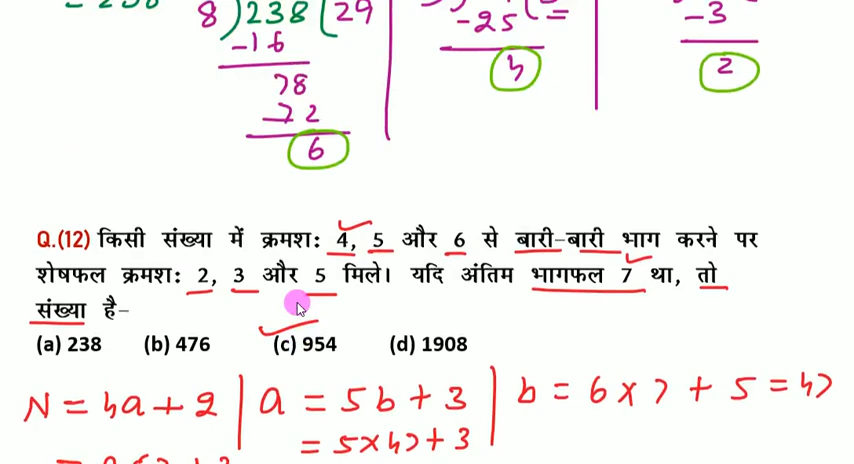 8 ) 238 ( 29
-25 ( =
-3
-16
4
2
78
72
6
Q.(12) किसी संख्या में क्रमश: 4, 5 और 6 से बारी-बारी भाग करने पर
शेषफल क्रमश: 2, 3 और 5 मिले। यदि अंतिम भागफल 7 था, तो
संख्या है-
(a) 238 (b) 476 (c) 954 (d) 1908
N = 4a + 2 | a = 5b + 3 | b = 6 x 7 + 5 = 47
= 5x47+3